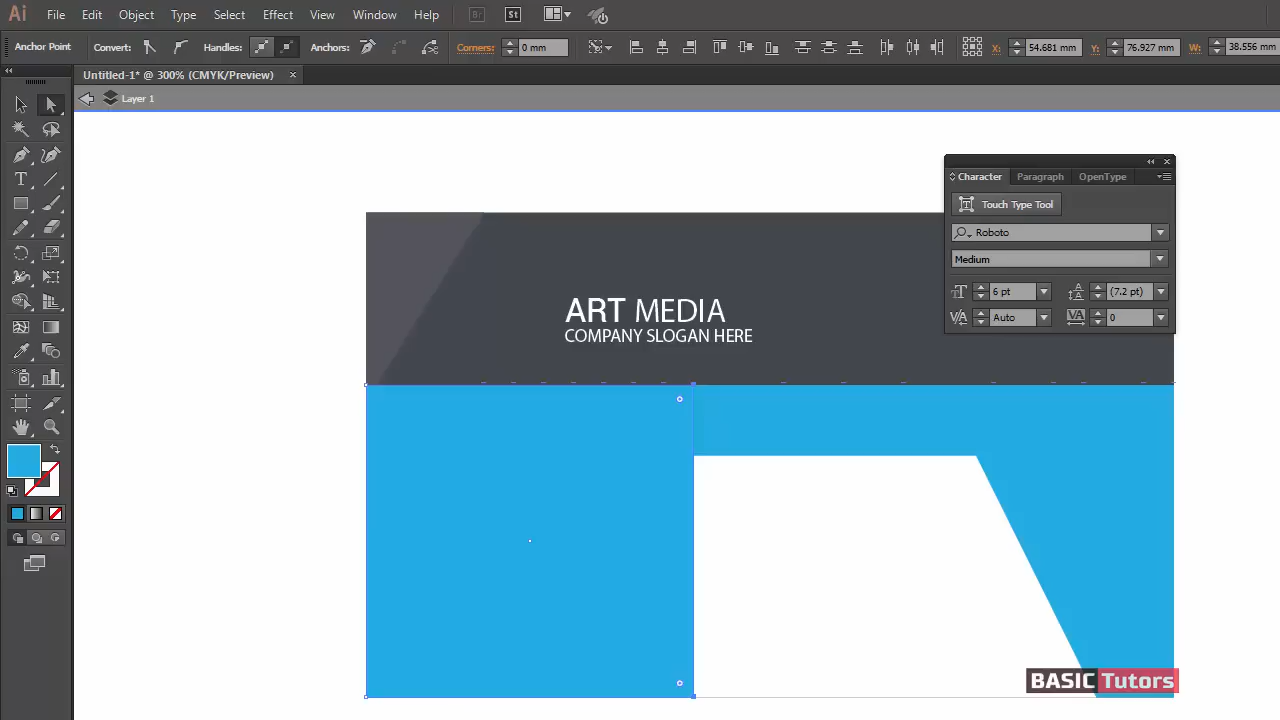 Ai File Edit Object Type Select Effect View Window Help Br St
Anchor Point Convert: Handles: Anchors: Corners: 0 mm X: 54.681 mm Y: 76.927 mm W: 38.556 mm
Untitled-1* @ 300% (CMYK/Preview) ×
Layer 1
Character Paragraph OpenType
Touch Type Tool
Roboto
Medium
6 pt (7.2 pt)
Auto 0
ART MEDIA
COMPANY SLOGAN HERE
BASIC Tutors